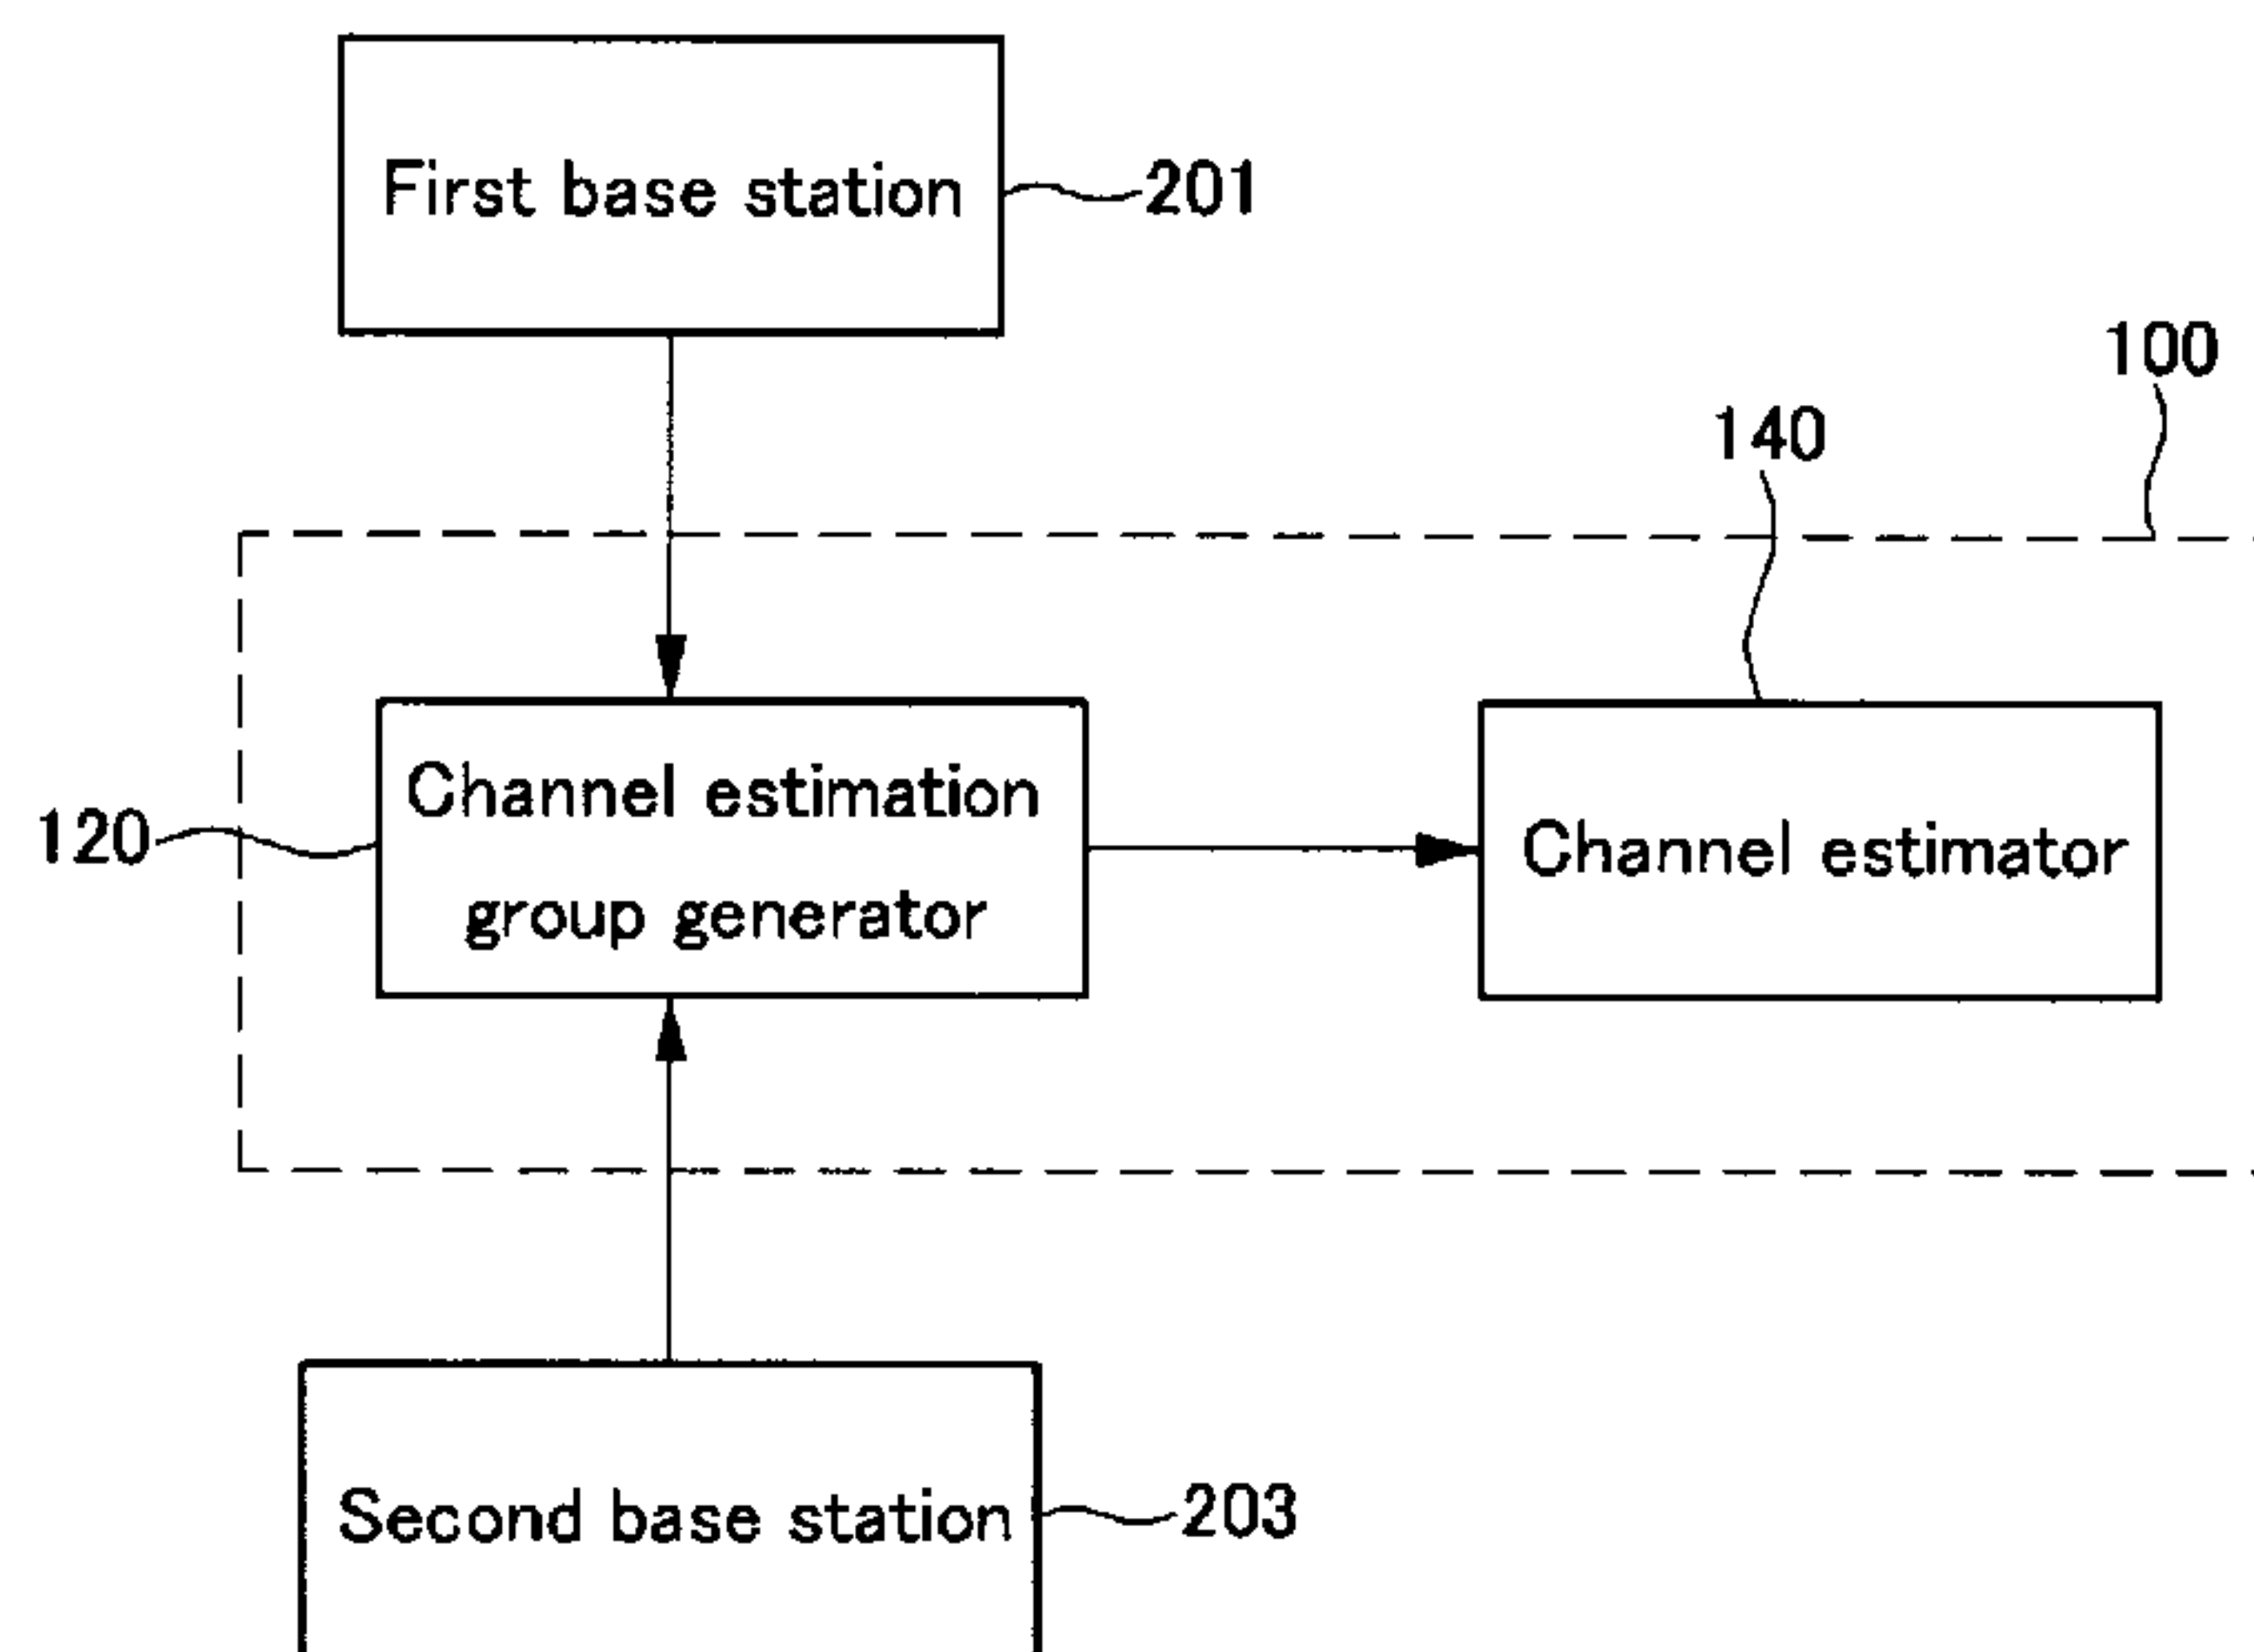 First base station
201
100
140
Channel estimation
group generator
120
Channel estimator
Second base station
203